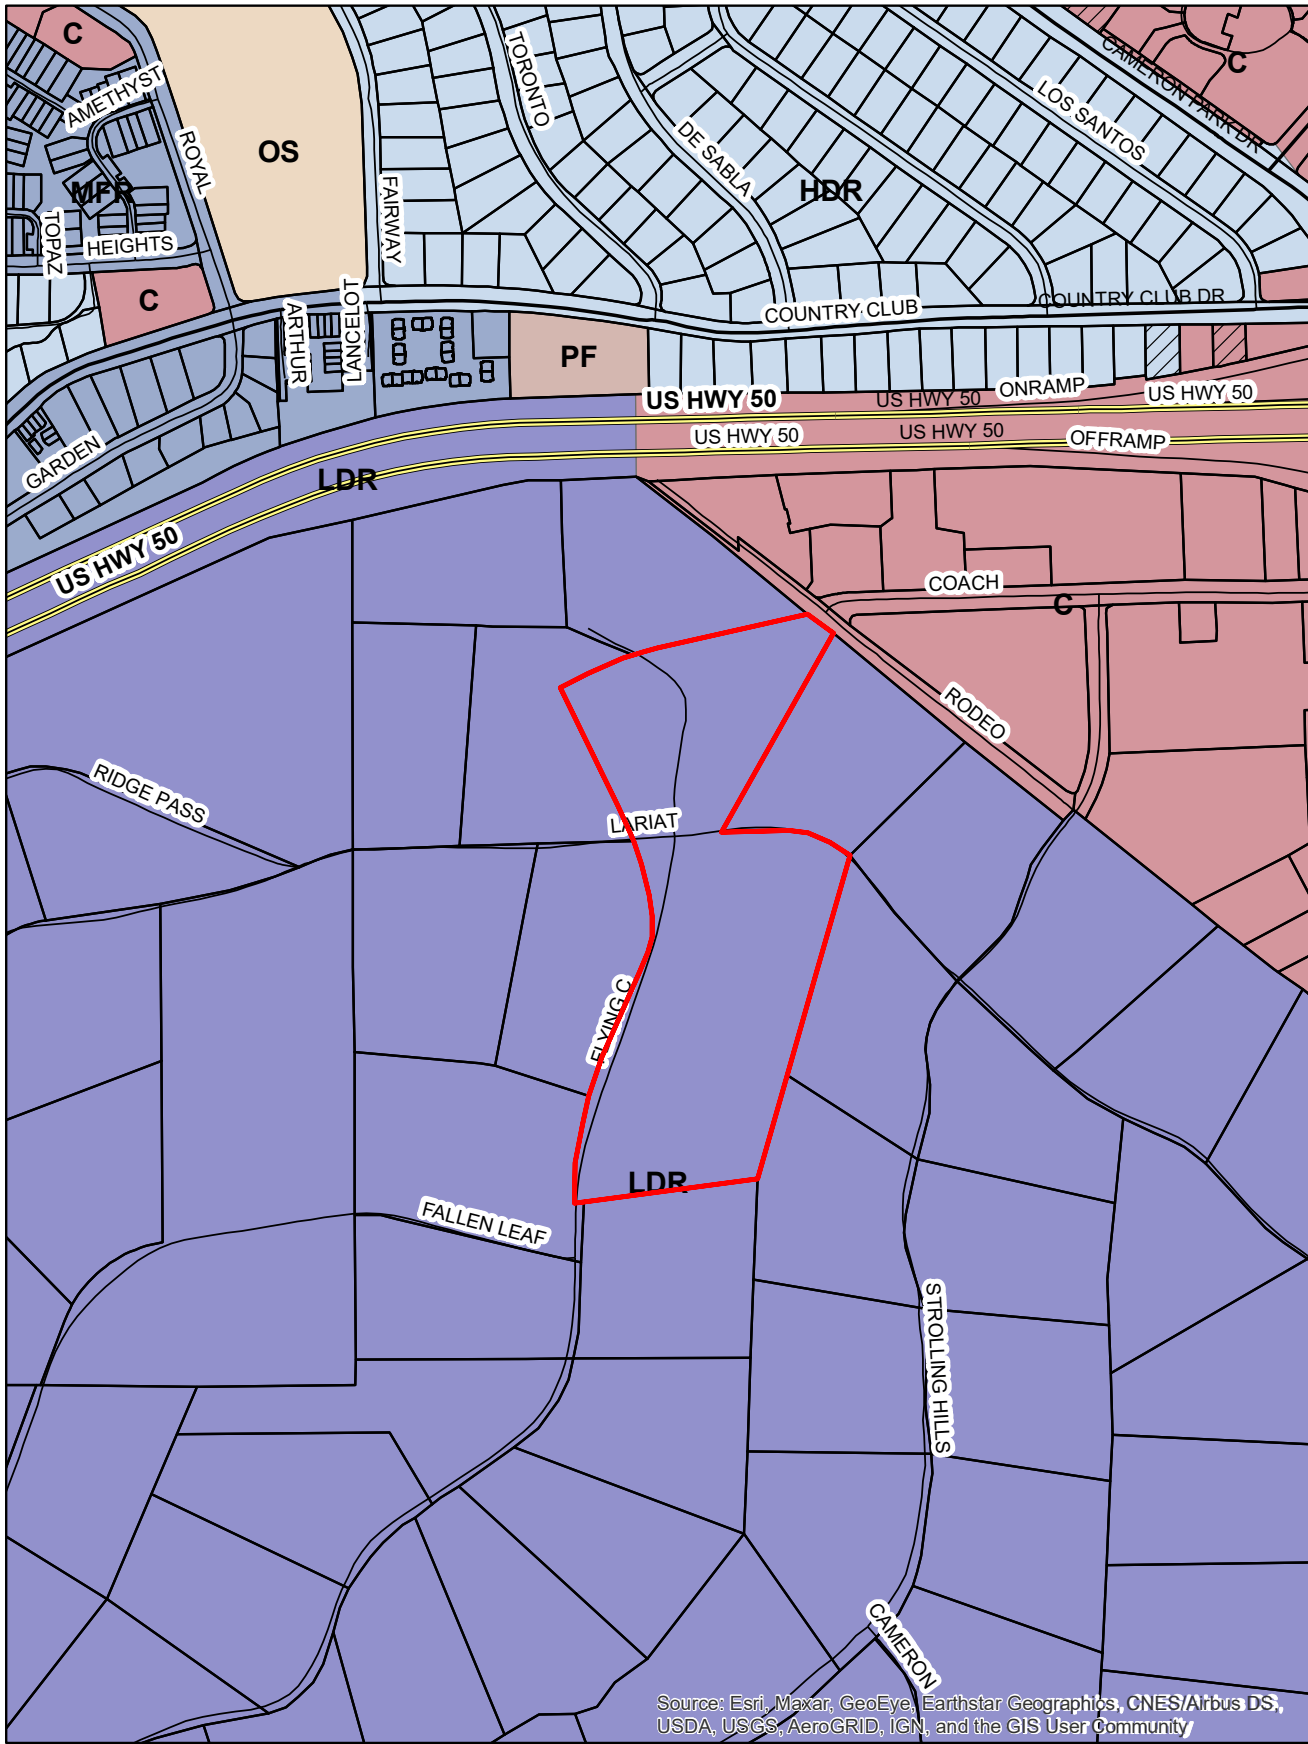 C
C
CAMERON PARK DR
AMETHYST
TORONTO
LOS SANTOS
OS
ROYAL
DE SABLA
MFR
HDR
FAIRWAY
TOPAZ
HEIGHTS
C
ARTHUR
LANCELOT
COUNTRY CLUB
COUNTRY CLUB DR
PF
US HWY 50
US HWY 50
ONRAMP
US HWY 50
US HWY 50
US HWY 50
OFFRAMP
GARDEN
LDR
US HWY 50
COACH
C
RODEO
RIDGE PASS
LARIAT
FLYING C
LDR
FALLEN LEAF
STROLLING HILLS
CAMERON
Source: Esri, Maxar, GeoEye, Earthstar Geographics, CNES/Airbus DS,
USDA, USGS, AeroGRID, IGN, and the GIS User Community